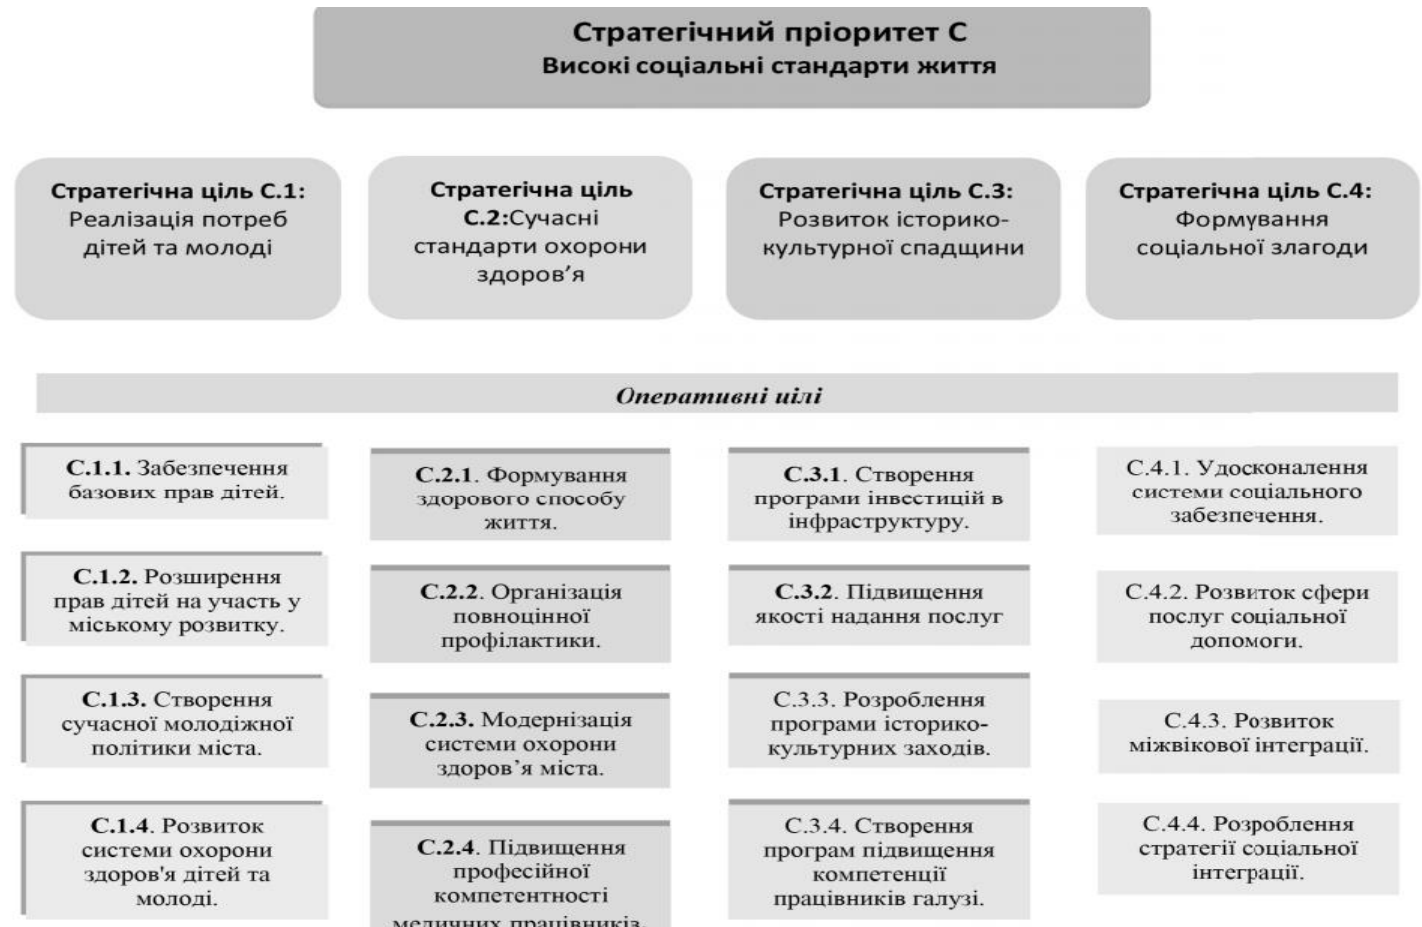 Стратегічний пріоритет С
Високі соціальні стандарти життя
Стратегічна ціль С.1:
Реалізація потреб
дітей та молоді
Стратегічна ціль
С.2:Сучасні
стандарти охорони
здоров’я
Стратегічна ціль С.3:
Розвиток історико-
культурної спадщини
Стратегічна ціль С.4:
Формування
соціальної злагоди
Оперативні цілі
С.1.1. Забезпечення
базових прав дітей.
С.1.2. Розширення
прав дітей на участь у
міському розвитку.
С.1.3. Створення
сучасної молодіжної
політики міста.
С.1.4. Розвиток
системи охорони
здоров'я дітей та
молоді.
С.2.1. Формування
здорового способу
життя.
С.2.2. Організація
повноцінної
профілактики.
С.2.3. Модернізація
системи охорони
здоров’я міста.
С.2.4. Підвищення
професійної
компетентності
медичних працівників.
С.3.1. Створення
програми інвестицій в
інфраструктуру.
С.3.2. Підвищення
якості надання послуг
С.3.3. Розроблення
програми історико-
культурних заходів.
С.3.4. Створення
програм підвищення
компетенції
працівників галузі.
С.4.1. Удосконалення
системи соціального
забезпечення.
С.4.2. Розвиток сфери
послуг соціальної
допомоги.
С.4.3. Розвиток
міжвікової інтеграції.
С.4.4. Розроблення
стратегії соціальної
інтеграції.